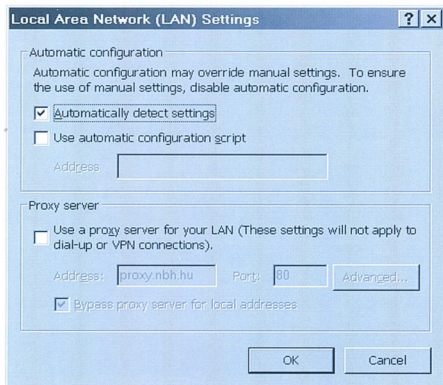 Local Area Network (LAN) Settings
Automatic configuration
Automatic configuration may override manual settings. To ensure
the use of manual settings, disable automatic configuration.
Automatically detect settings
Use automatic configuration script
Address
Proxy server
Use a proxy server for your LAN (These settings will not apply to
dial-up or VPN connections).
Address: proxy.nbh.hu Port: 80 Advanced...
Bypass proxy server for local addresses
OK Cancel